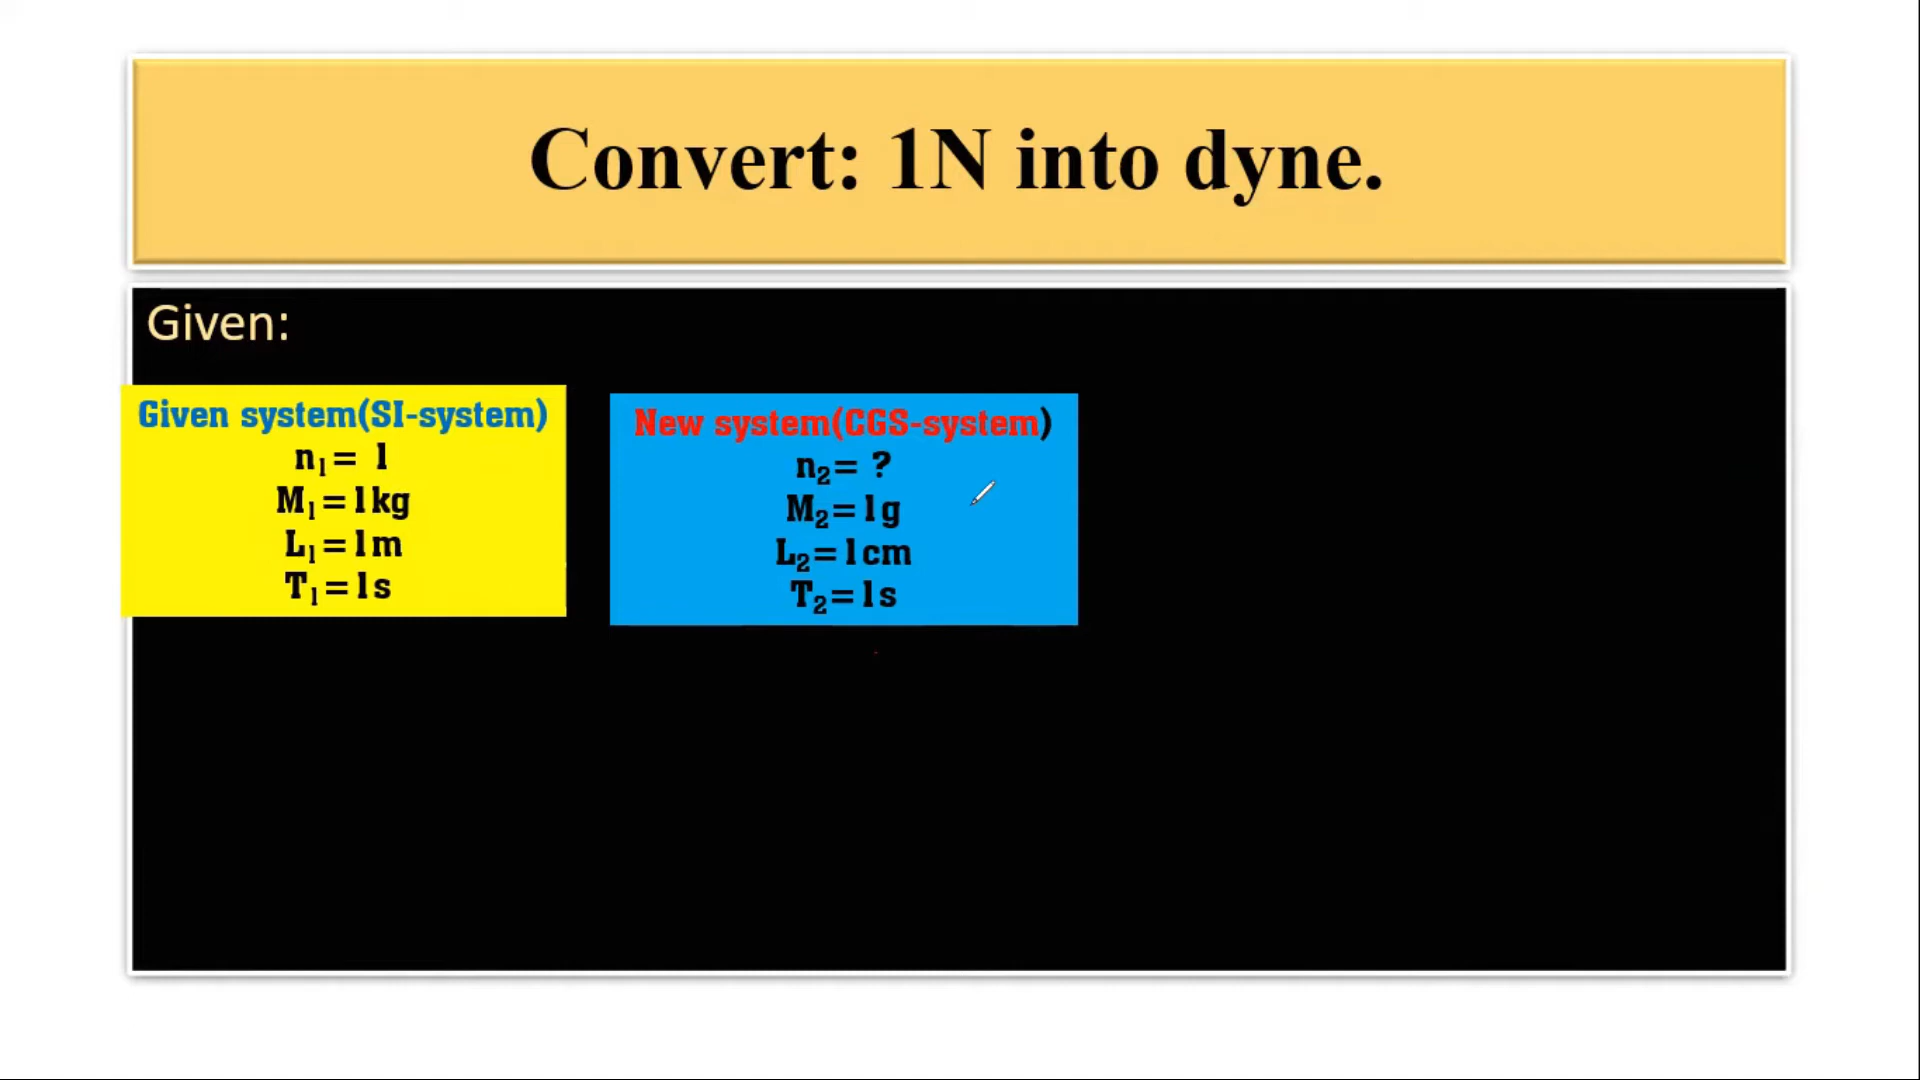 Convert: 1N into dyne.
Given:
Given system(SI-system)
n₁= 1
M₁=1kg
L₁=1m
T₁=1s
New system(CGS-system)
n₂= ?
M₂=1g
L₂=1cm
T₂=1s